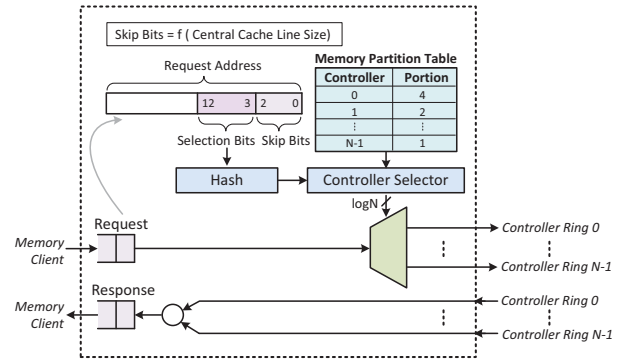 Skip Bits = f ( Central Cache Line Size)
Memory Partition Table
Request Address
Controller Portion
0 4
1 2
⋮ ⋮
N-1 1
12 3 2 0
Selection Bits Skip Bits
Hash
Controller Selector
logN
Request
Memory
Client
Controller Ring 0
Controller Ring N-1
Response
Memory
Client
Controller Ring 0
Controller Ring N-1